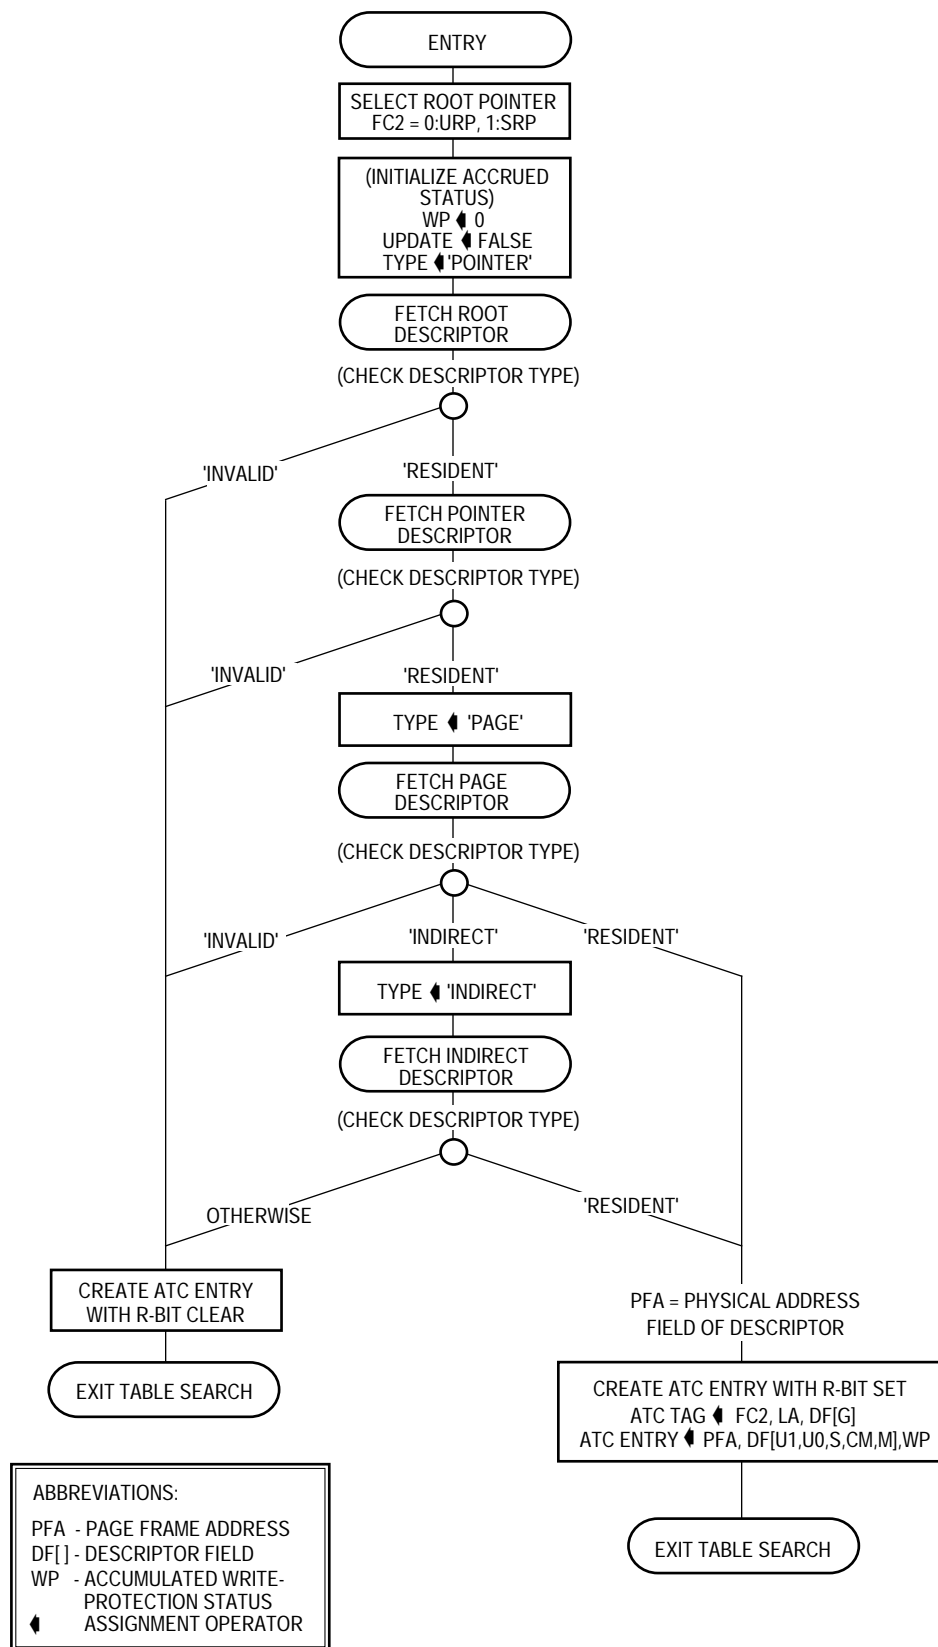 ENTRY
SELECT ROOT POINTER
FC2 = 0:URP, 1:SRP
(INITIALIZE ACCRUED
STATUS)
WP ⧫ 0
UPDATE ⧫ FALSE
TYPE ⧫ 'POINTER'
FETCH ROOT
DESCRIPTOR
(CHECK DESCRIPTOR TYPE)
'INVALID'
'RESIDENT'
FETCH POINTER
DESCRIPTOR
(CHECK DESCRIPTOR TYPE)
'INVALID'
'RESIDENT'
TYPE ⧫ 'PAGE'
FETCH PAGE
DESCRIPTOR
(CHECK DESCRIPTOR TYPE)
'INVALID'
'INDIRECT'
'RESIDENT'
TYPE ⧫ 'INDIRECT'
FETCH INDIRECT
DESCRIPTOR
(CHECK DESCRIPTOR TYPE)
OTHERWISE
'RESIDENT'
CREATE ATC ENTRY
WITH R-BIT CLEAR
EXIT TABLE SEARCH
PFA = PHYSICAL ADDRESS
FIELD OF DESCRIPTOR
CREATE ATC ENTRY WITH R-BIT SET
ATC TAG ⧫ FC2, LA, DF[G]
ATC ENTRY ⧫ PFA, DF[U1,U0,S,CM,M],WP
EXIT TABLE SEARCH
ABBREVIATIONS:
PFA - PAGE FRAME ADDRESS
DF[ ] - DESCRIPTOR FIELD
WP - ACCUMULATED WRITE-
PROTECTION STATUS
⧫ ASSIGNMENT OPERATOR